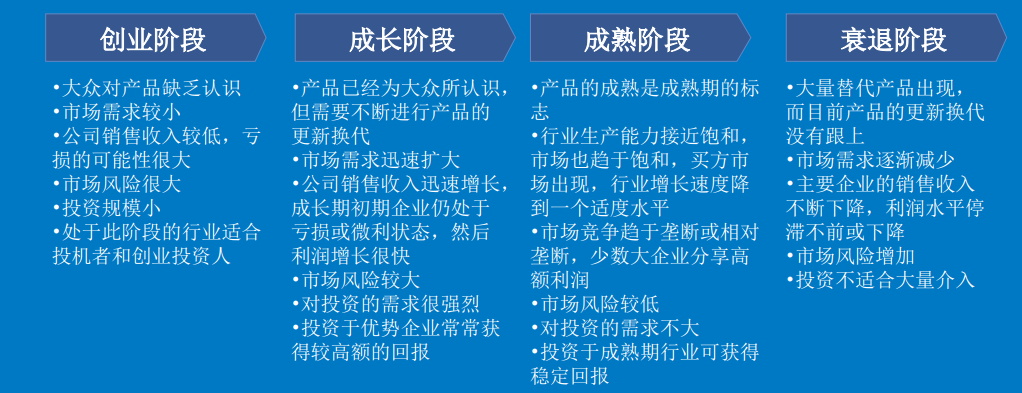 创业阶段
•大众对产品缺乏认识
•市场需求较小
•公司销售收入较低，亏
损的可能性很大
•市场风险很大
•投资规模小
•处于此阶段的行业适合
投机者和创业投资人
成长阶段
•产品已经为大众所认识，
但需要不断进行产品的
更新换代
•市场需求迅速扩大
•公司销售收入迅速增长，
成长期初期企业仍处于
亏损或微利状态，然后
利润增长很快
•市场风险较大
•对投资的需求很强烈
•投资于优势企业常常获
得较高额的回报
成熟阶段
•产品的成熟是成熟期的标
志
•行业生产能力接近饱和，
市场也趋于饱和，买方市
场出现，行业增长速度降
到一个适度水平
•市场竞争趋于垄断或相对
垄断，少数大企业分享高
额利润
•市场风险较低
•对投资的需求不大
•投资于成熟期行业可获得
稳定回报
衰退阶段
•大量替代产品出现，
而目前产品的更新换代
没有跟上
•市场需求逐渐减少
•主要企业的销售收入
不断下降，利润水平停
滞不前或下降
•市场风险增加
•投资不适合大量介入